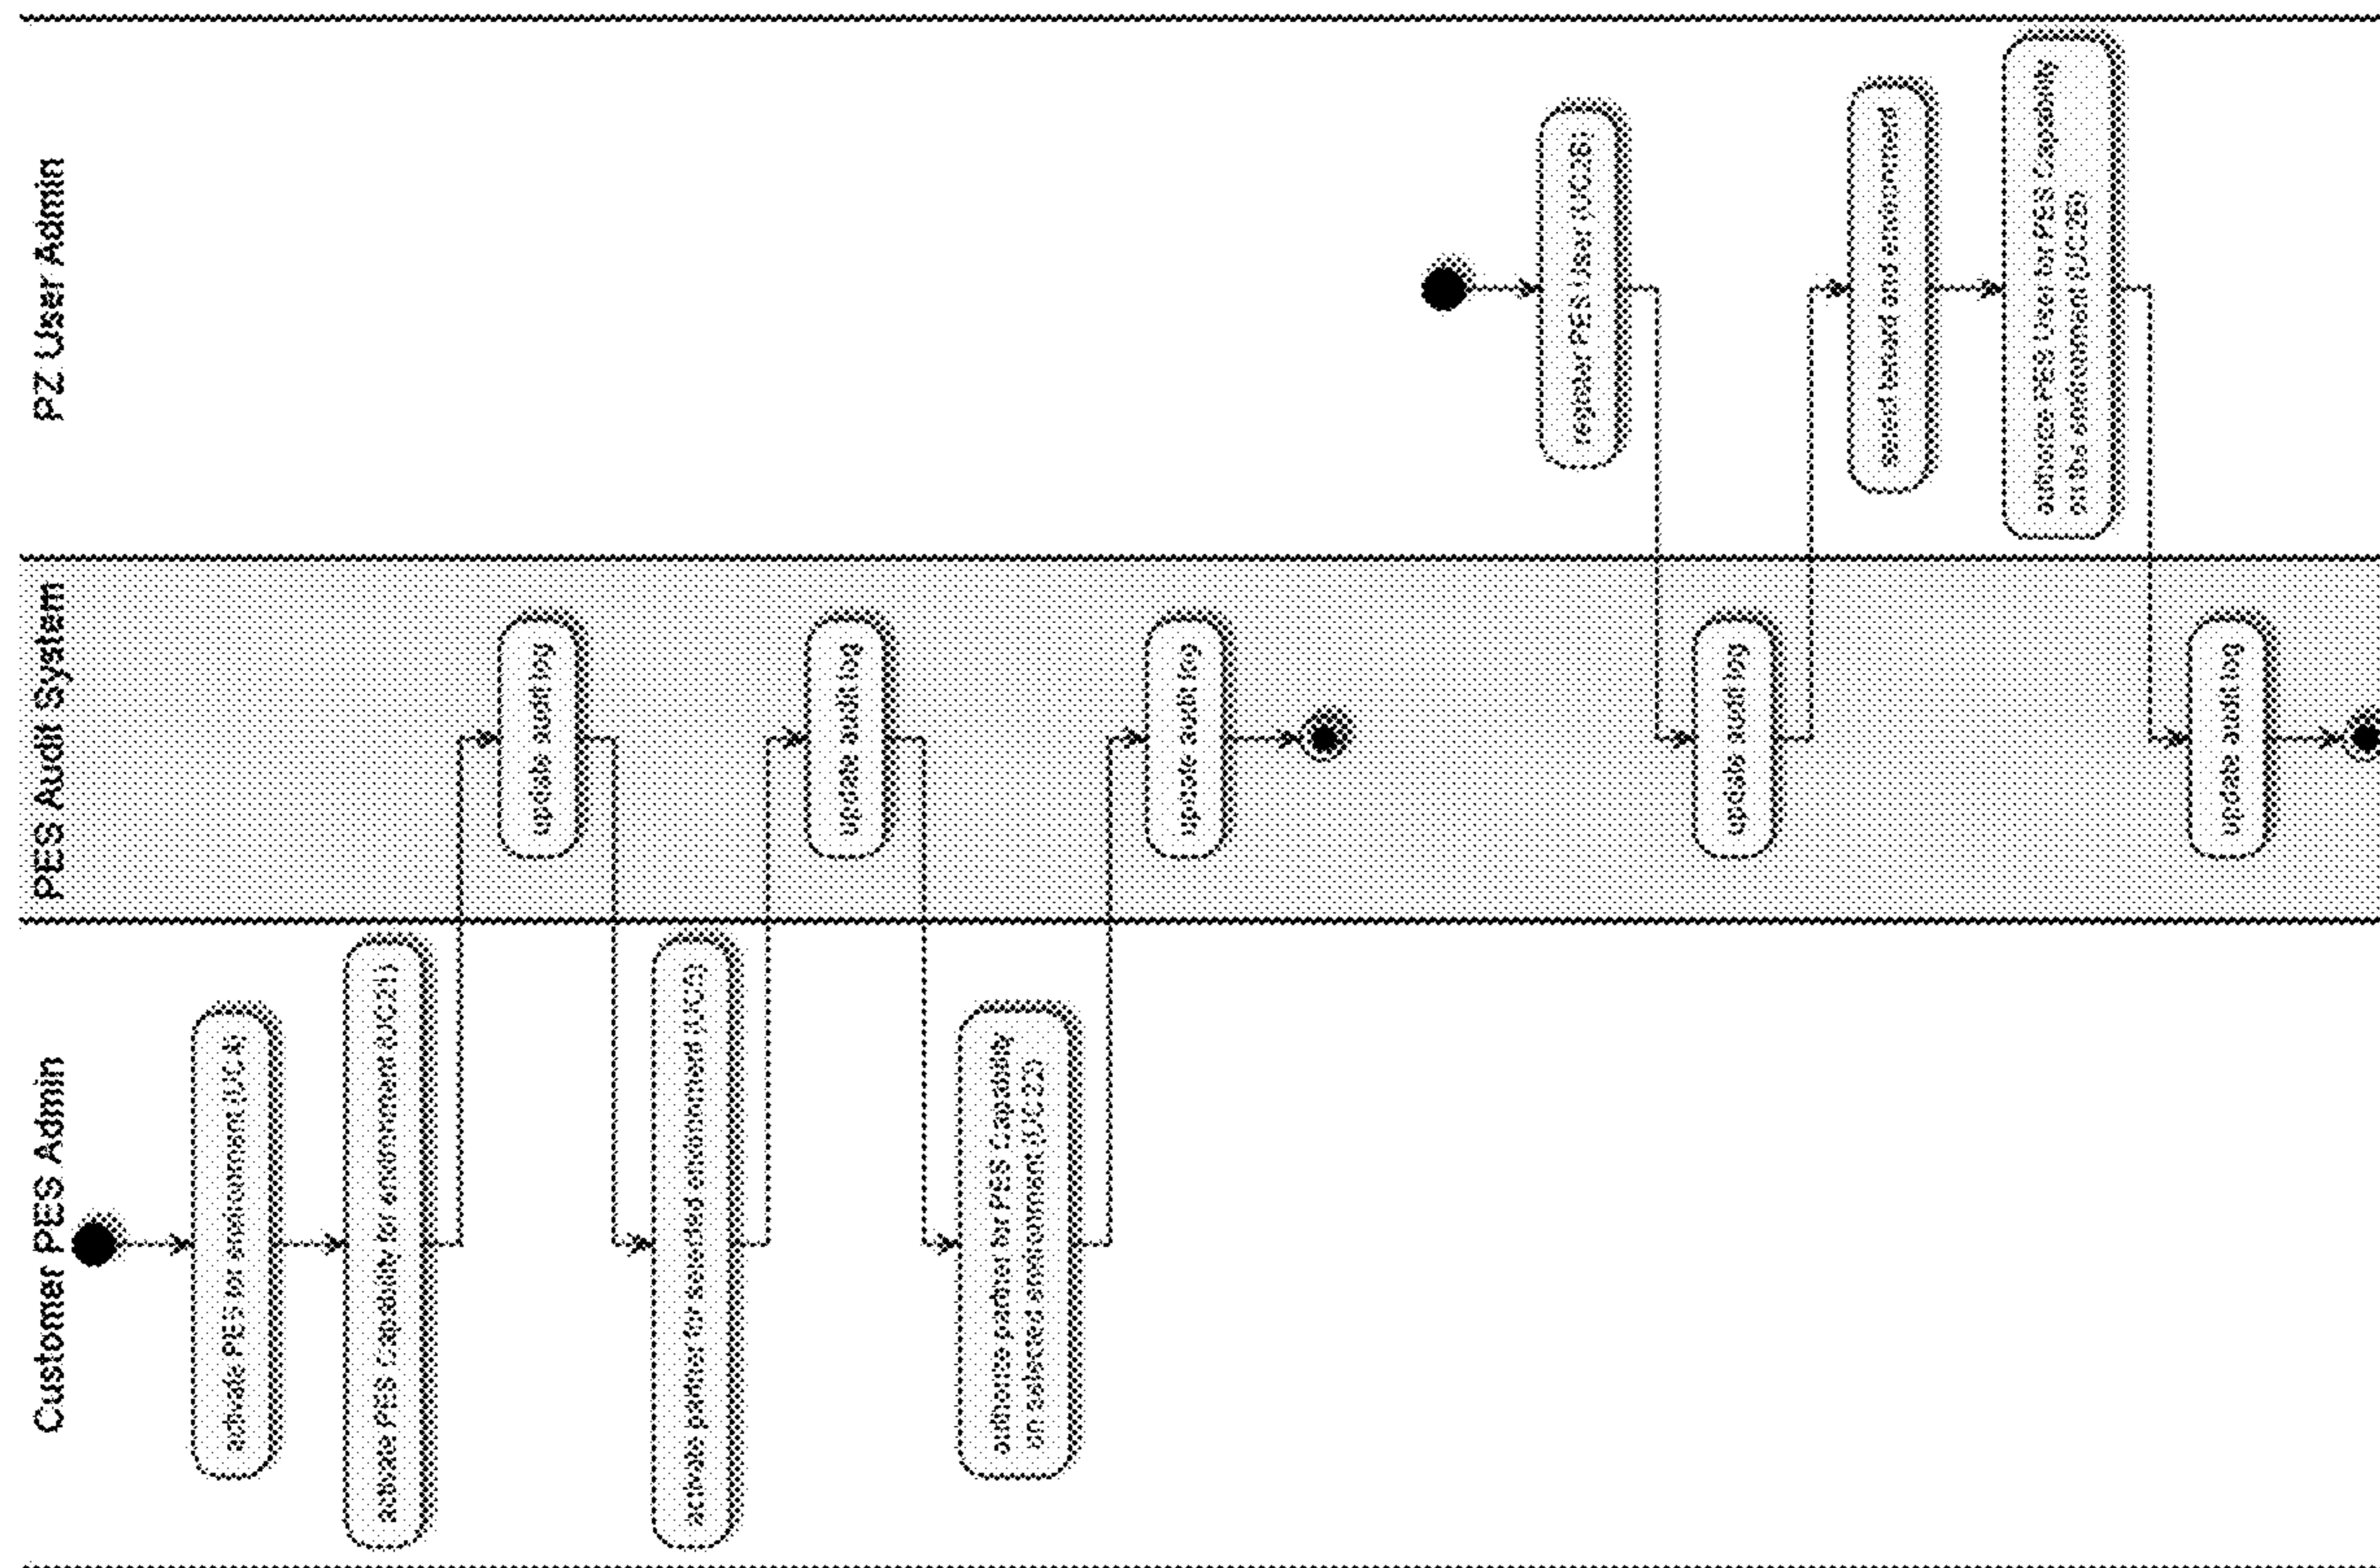 Customer PES Admin
PES Audit System
PZ User Admin
activate PES for environment (UC4)
activate PES Capability for environment (UC21)
update audit log
activate partner for selected environment (UC5)
update audit log
authorize partner for PES Capability
on selected environment (UC22)
update audit log
register PES User (UC26)
update audit log
select tenant and environment
authorize PES User for PES Capability
on the environment (UC28)
update audit log